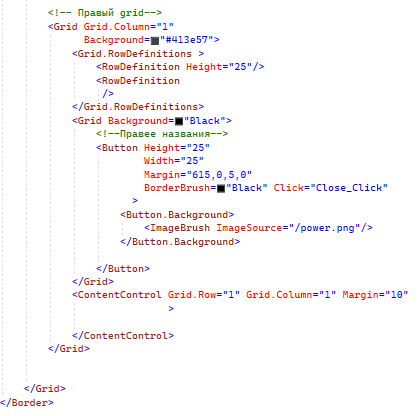 <!-- Правый grid-->
<Grid Grid.Column="1"
Background="#413e57">
<Grid.RowDefinitions >
<RowDefinition Height="25"/>
<RowDefinition
/>
</Grid.RowDefinitions>
<Grid Background="Black">
<!--Правее названия-->
<Button Height="25"
Width="25"
Margin="615,0,5,0"
BorderBrush="Black" Click="Close_Click"
>
<Button.Background>
<ImageBrush ImageSource="/power.png"/>
</Button.Background>
</Button>
</Grid>
<ContentControl Grid.Row="1" Grid.Column="1" Margin="10"
>
</ContentControl>
</Grid>
</Grid>
</Border>